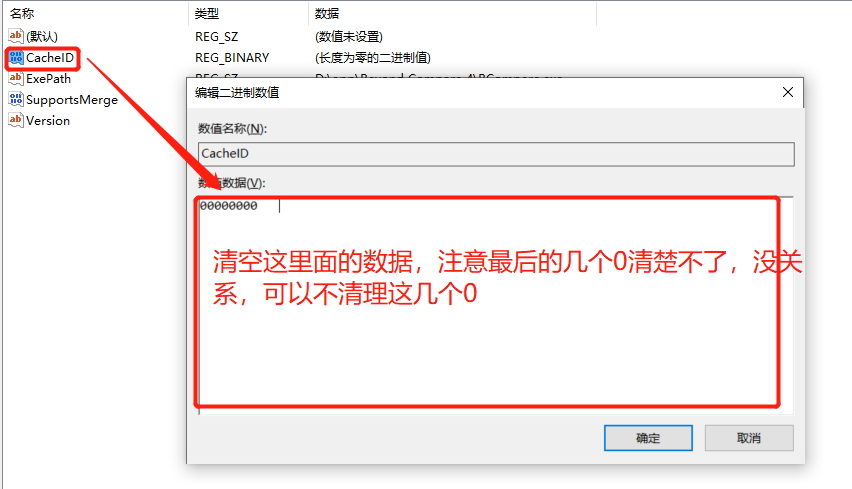 名称 类型 数据
(默认) REG_SZ (数值未设置)
CacheID REG_BINARY (长度为零的二进制值)
ExePath REG_SZ D:\app\Beyond Compare 4\BCompare.exe
SupportsMerge
Version
编辑二进制数值
数值名称(N):
CacheID
数值数据(V):
00000000
清空这里面的数据，注意最后的几个0清楚不了，没关
系，可以不清理这几个0
确定 取消